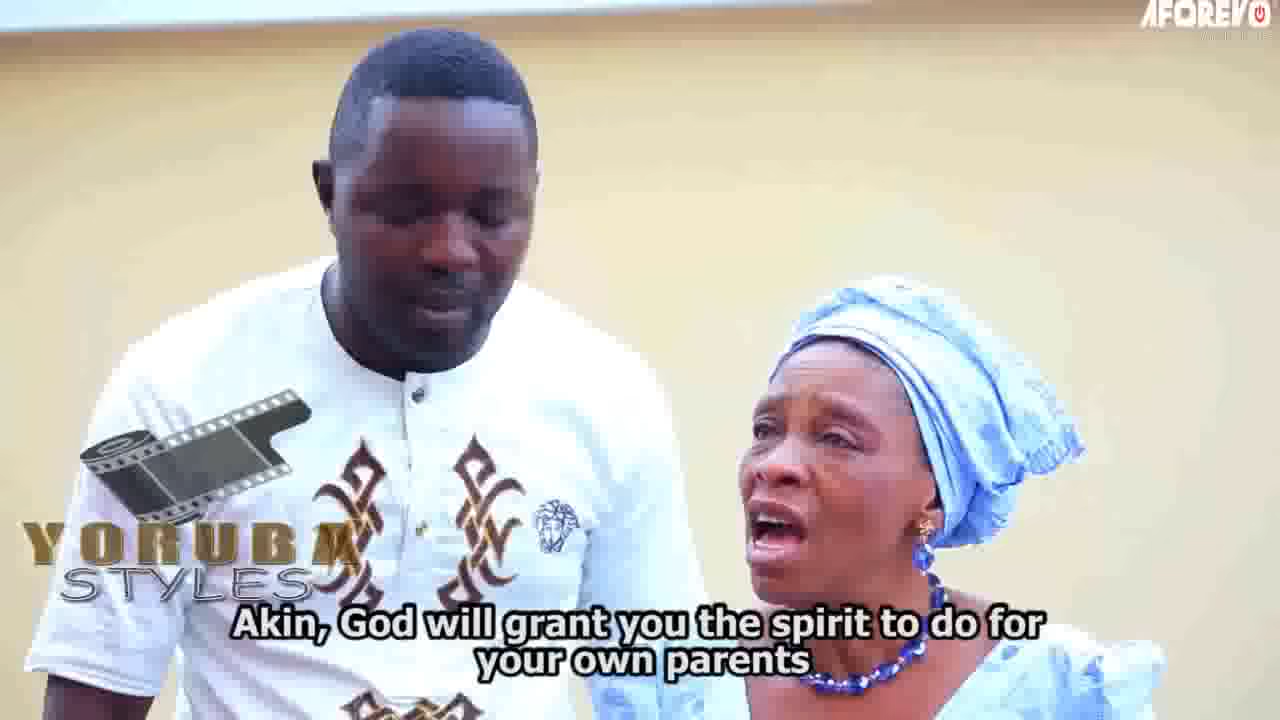 AFOREVO
YORUBA
STYLES
Akin, God will grant you the spirit to do for
your own parents